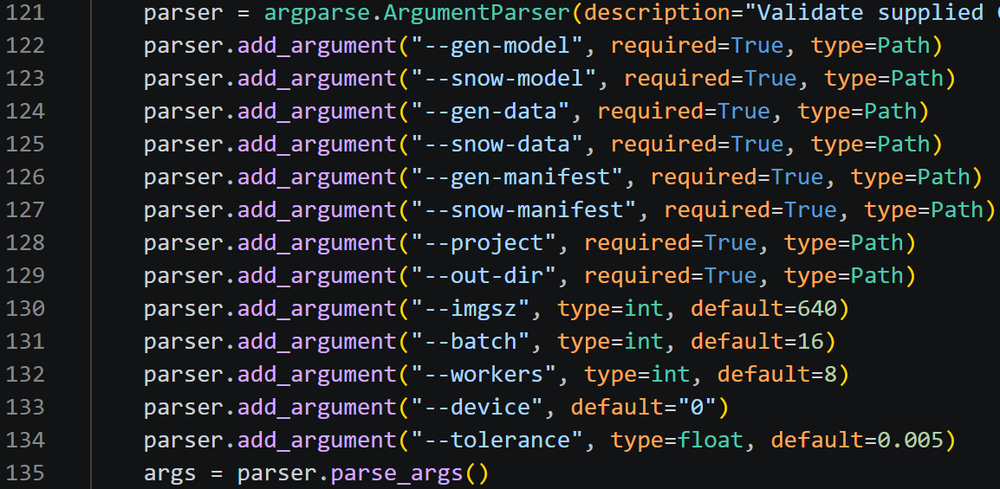 121 parser = argparse.ArgumentParser(description="Validate supplied
122 parser.add_argument("--gen-model", required=True, type=Path)
123 parser.add_argument("--snow-model", required=True, type=Path)
124 parser.add_argument("--gen-data", required=True, type=Path)
125 parser.add_argument("--snow-data", required=True, type=Path)
126 parser.add_argument("--gen-manifest", required=True, type=Path)
127 parser.add_argument("--snow-manifest", required=True, type=Path)
128 parser.add_argument("--project", required=True, type=Path)
129 parser.add_argument("--out-dir", required=True, type=Path)
130 parser.add_argument("--imgsz", type=int, default=640)
131 parser.add_argument("--batch", type=int, default=16)
132 parser.add_argument("--workers", type=int, default=8)
133 parser.add_argument("--device", default="0")
134 parser.add_argument("--tolerance", type=float, default=0.005)
135 args = parser.parse_args()